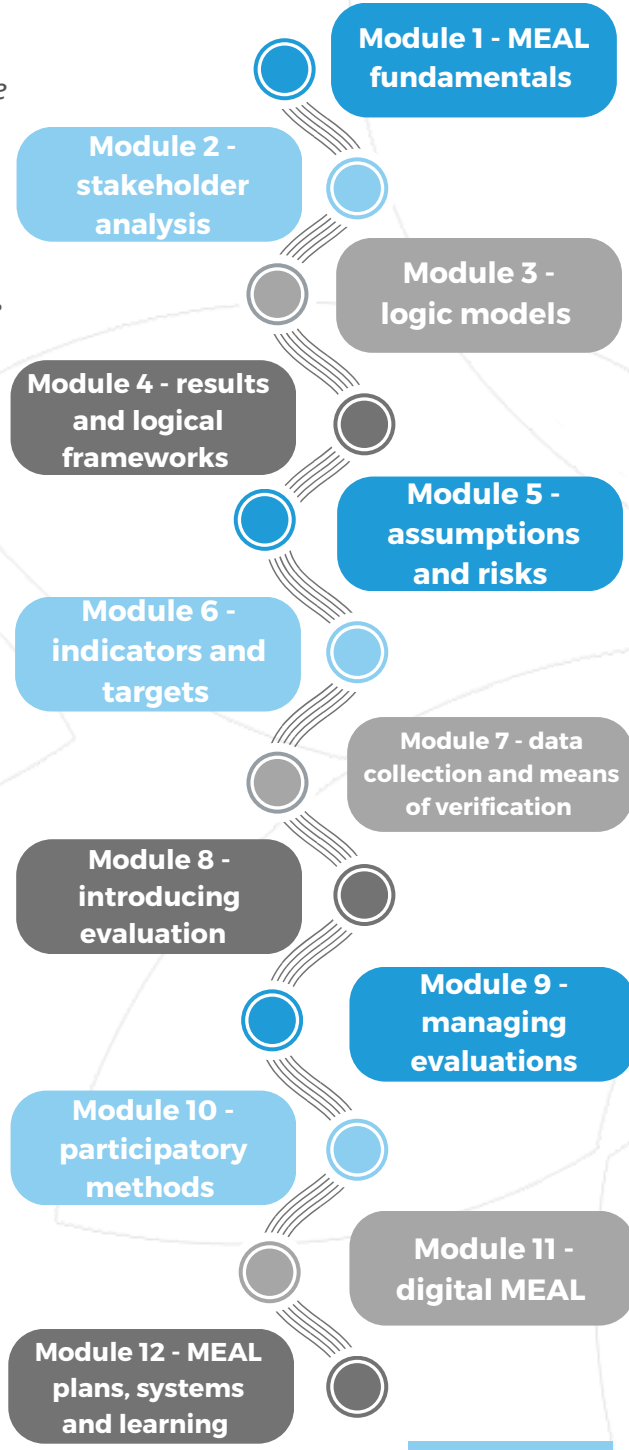 Module 1 - MEAL
fundamentals
e
Module 2 -
stakeholder
analysis
Module 3 -
logic models
Module 4 - results
and logical
frameworks
Module 5 -
assumptions
and risks
Module 6 -
indicators and
targets
Module 7 - data
collection and means
of verification
Module 8 -
introducing
evaluation
Module 9 -
managing
evaluations
Module 10 -
participatory
methods
Module 11 -
digital MEAL
Module 12 - MEAL
plans, systems
and learning